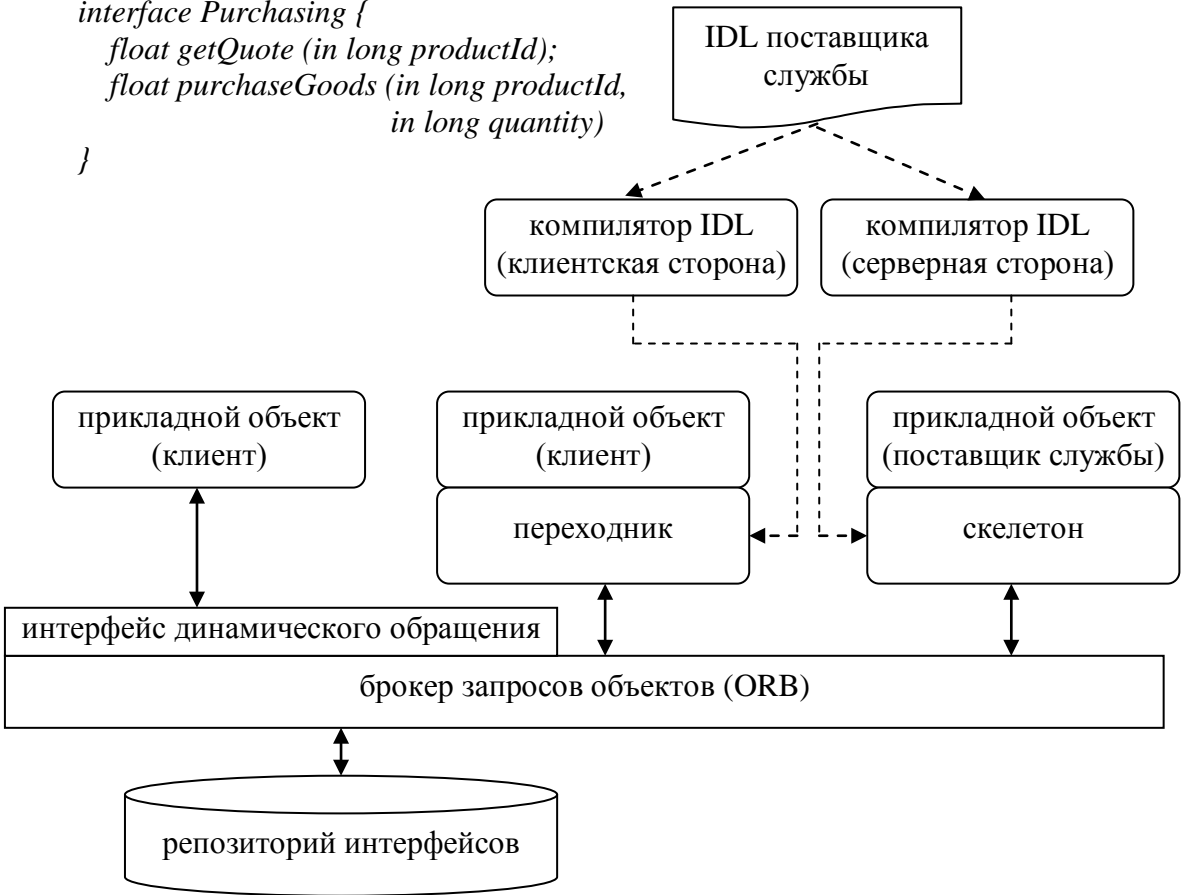 interface Purchasing {
float getQuote (in long productId);
float purchaseGoods (in long productId,
in long quantity)
}
IDL поставщика
службы
компилятор IDL
(клиентская сторона)
компилятор IDL
(серверная сторона)
прикладной объект
(клиент)
прикладной объект
(клиент)
прикладной объект
(поставщик службы)
переходник
скелетон
интерфейс динамического обращения
брокер запросов объектов (ORB)
репозиторий интерфейсов